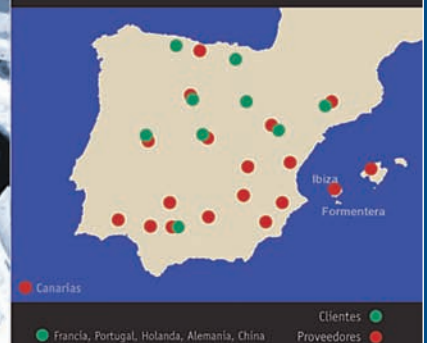 Ibiza
Formentera
Canarias
Clientes
Francia, Portugal, Holanda, Alemania, China
Proveedores